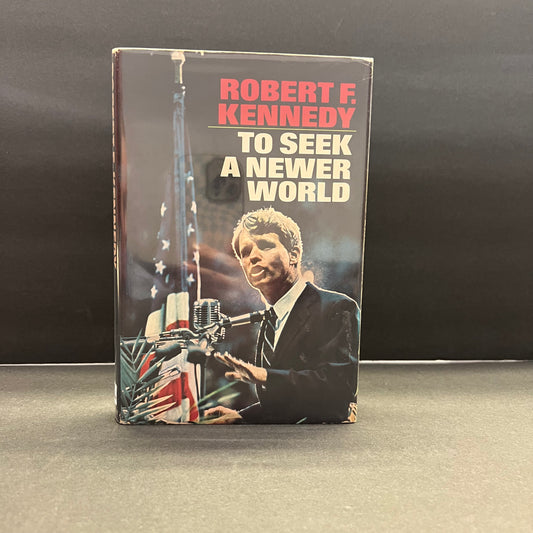 ROBERT F.
KENNEDY
TO SEEK
A NEWER
WORLD